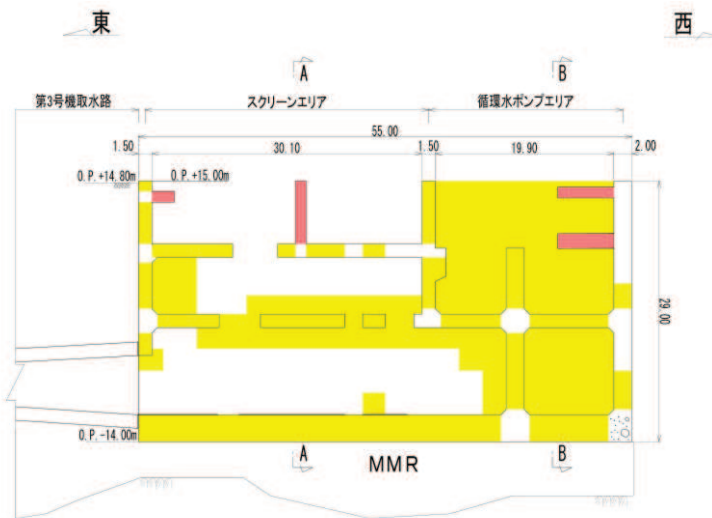 東
西
A
B
第3号機取水路
スクリーンエリア
循環水ポンプエリア
55.00
1.50
30.10
1.50
19.90
2.00
O.P.+14.80m
O.P.+15.00m
29.00
O.P.-14.00m
A
MMR
B